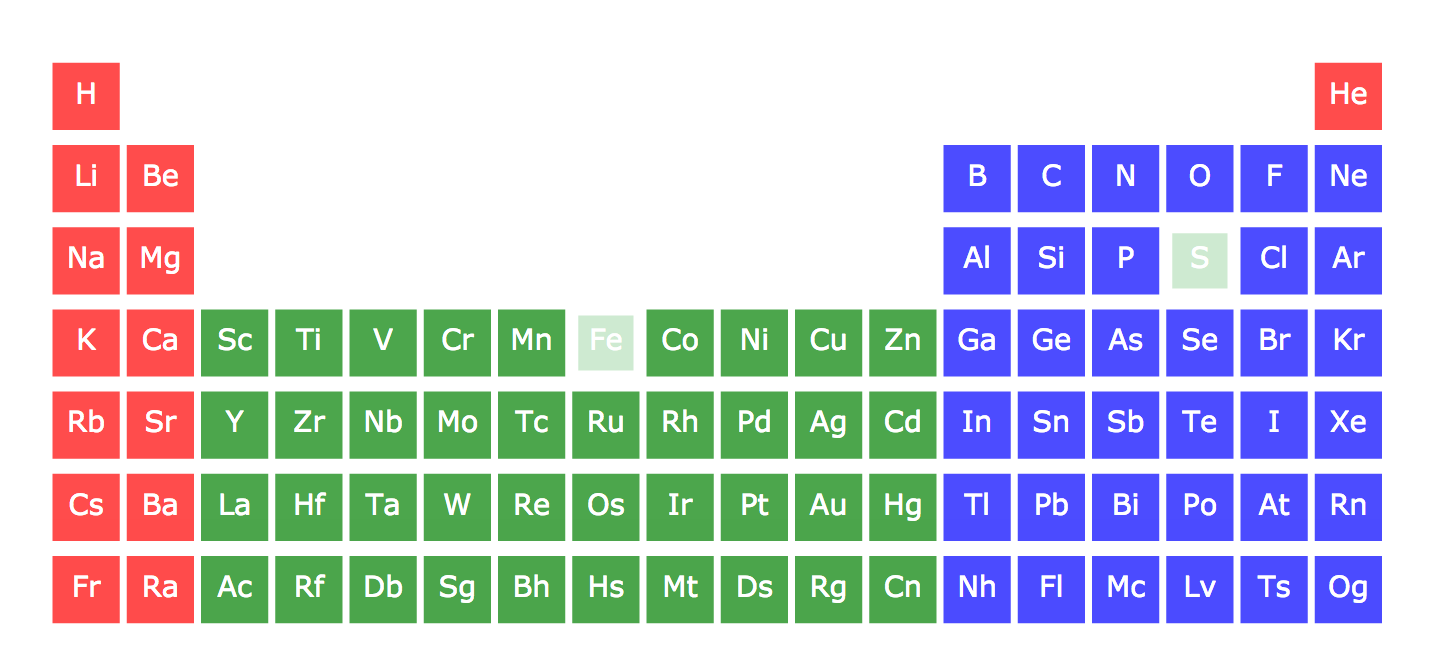 H He
Li Be B C N O F Ne
Na Mg Al Si P S Cl Ar
K Ca Sc Ti V Cr Mn Fe Co Ni Cu Zn Ga Ge As Se Br Kr
Rb Sr Y Zr Nb Mo Tc Ru Rh Pd Ag Cd In Sn Sb Te I Xe
Cs Ba La Hf Ta W Re Os Ir Pt Au Hg Tl Pb Bi Po At Rn
Fr Ra Ac Rf Db Sg Bh Hs Mt Ds Rg Cn Nh Fl Mc Lv Ts Og